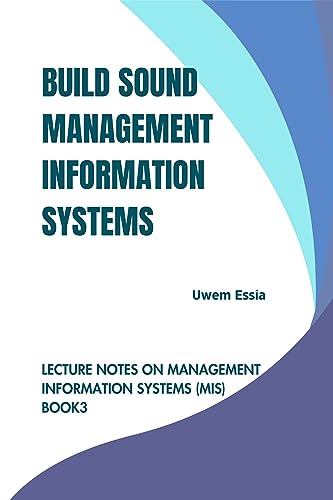 BUILD SOUND
MANAGEMENT
INFORMATION
SYSTEMS
Uwem Essia
LECTURE NOTES ON MANAGEMENT
INFORMATION SYSTEMS (MIS)
BOOK3